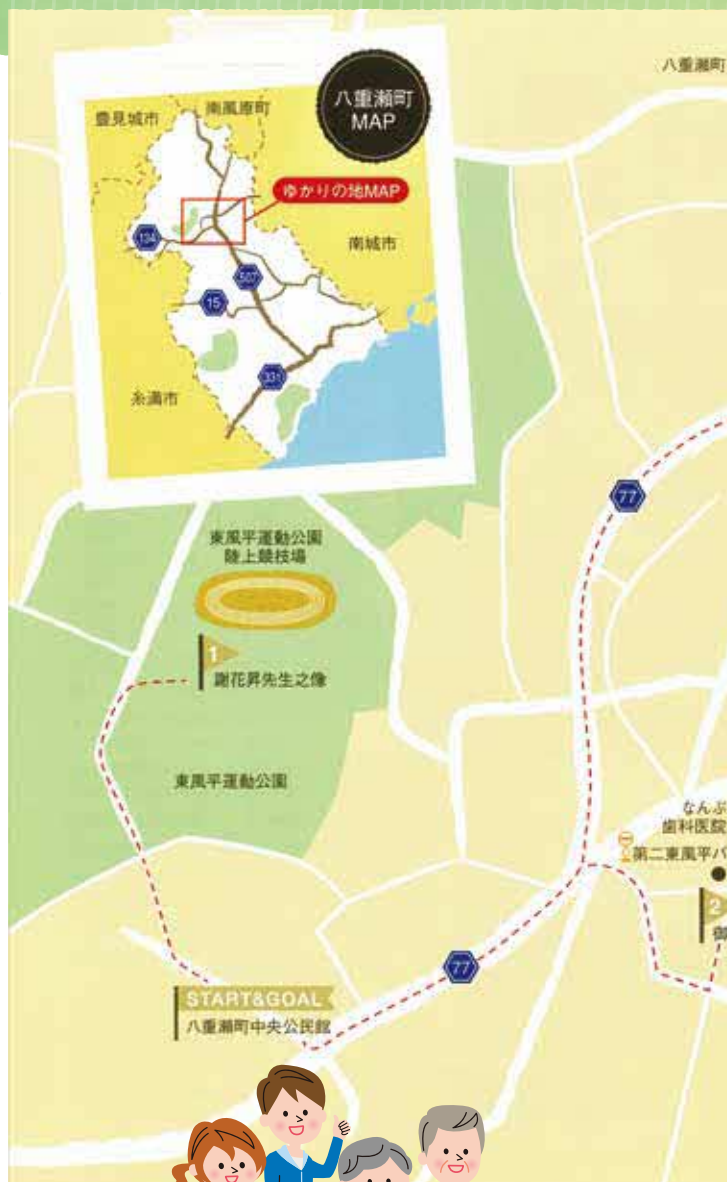 八重瀬町
MAP
豊見城市
南風原町
ゆかりの地MAP
南城市
134
507
15
331
糸満市
八重瀬町
77
東風平運動公園
陸上競技場
1
謝花昇先生之像
東風平運動公園
なんぶ
歯科医院
第二東風平バ
2
御
77
START&GOAL
八重瀬町中央公民館